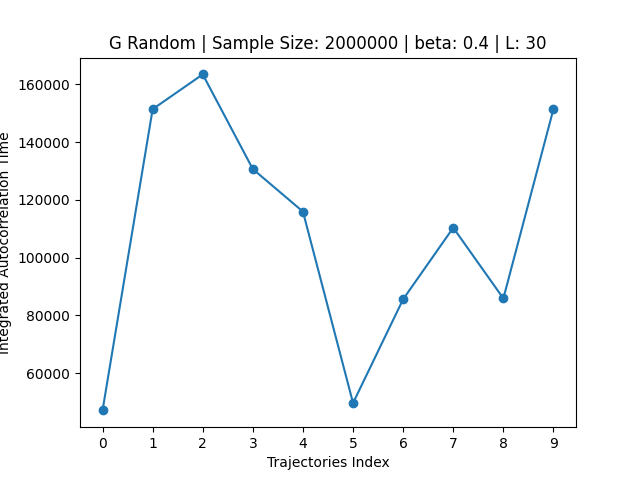 G Random | Sample Size: 2000000 | beta: 0.4 | L: 30
160000
140000
120000
100000
80000
60000
Integrated Autocorrelation Time
0 1 2 3 4 5 6 7 8 9
Trajectories Index